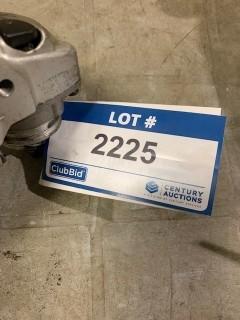 LOT #
2225
ClubBid
CENTURY
AUCTIONS